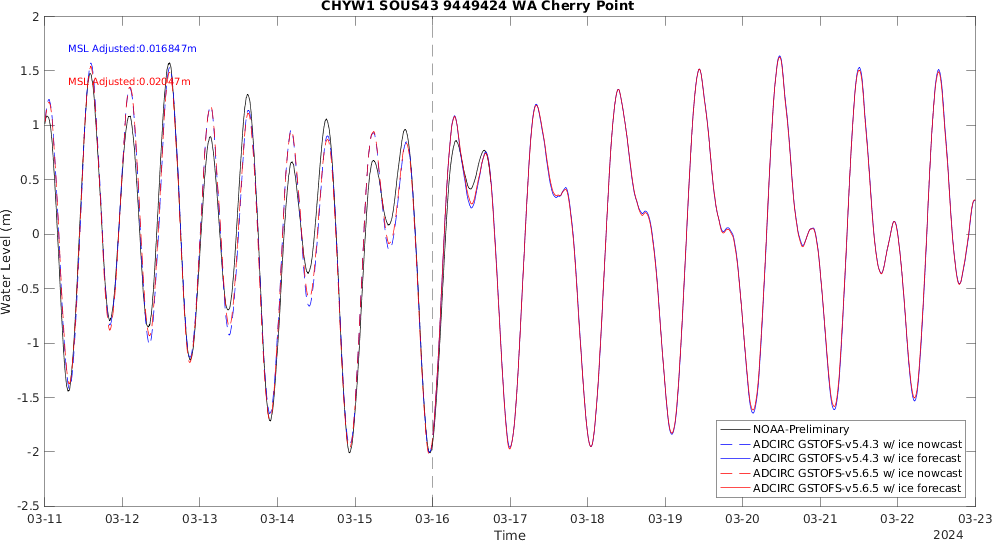 CHYW1 SOUS43 9449424 WA Cherry Point
MSL Adjusted:0.016847m
MSL Adjusted:0.02047m
Water Level (m)
2
1.5
1
0.5
0
-0.5
-1
-1.5
-2
-2.5
NOAA-Preliminary
ADCIRC GSTOFS-v5.4.3 w/ ice nowcast
ADCIRC GSTOFS-v5.4.3 w/ ice forecast
ADCIRC GSTOFS-v5.6.5 w/ ice nowcast
ADCIRC GSTOFS-v5.6.5 w/ ice forecast
03-11 03-12 03-13 03-14 03-15 03-16 03-17 03-18 03-19 03-20 03-21 03-22 03-23
Time
2024